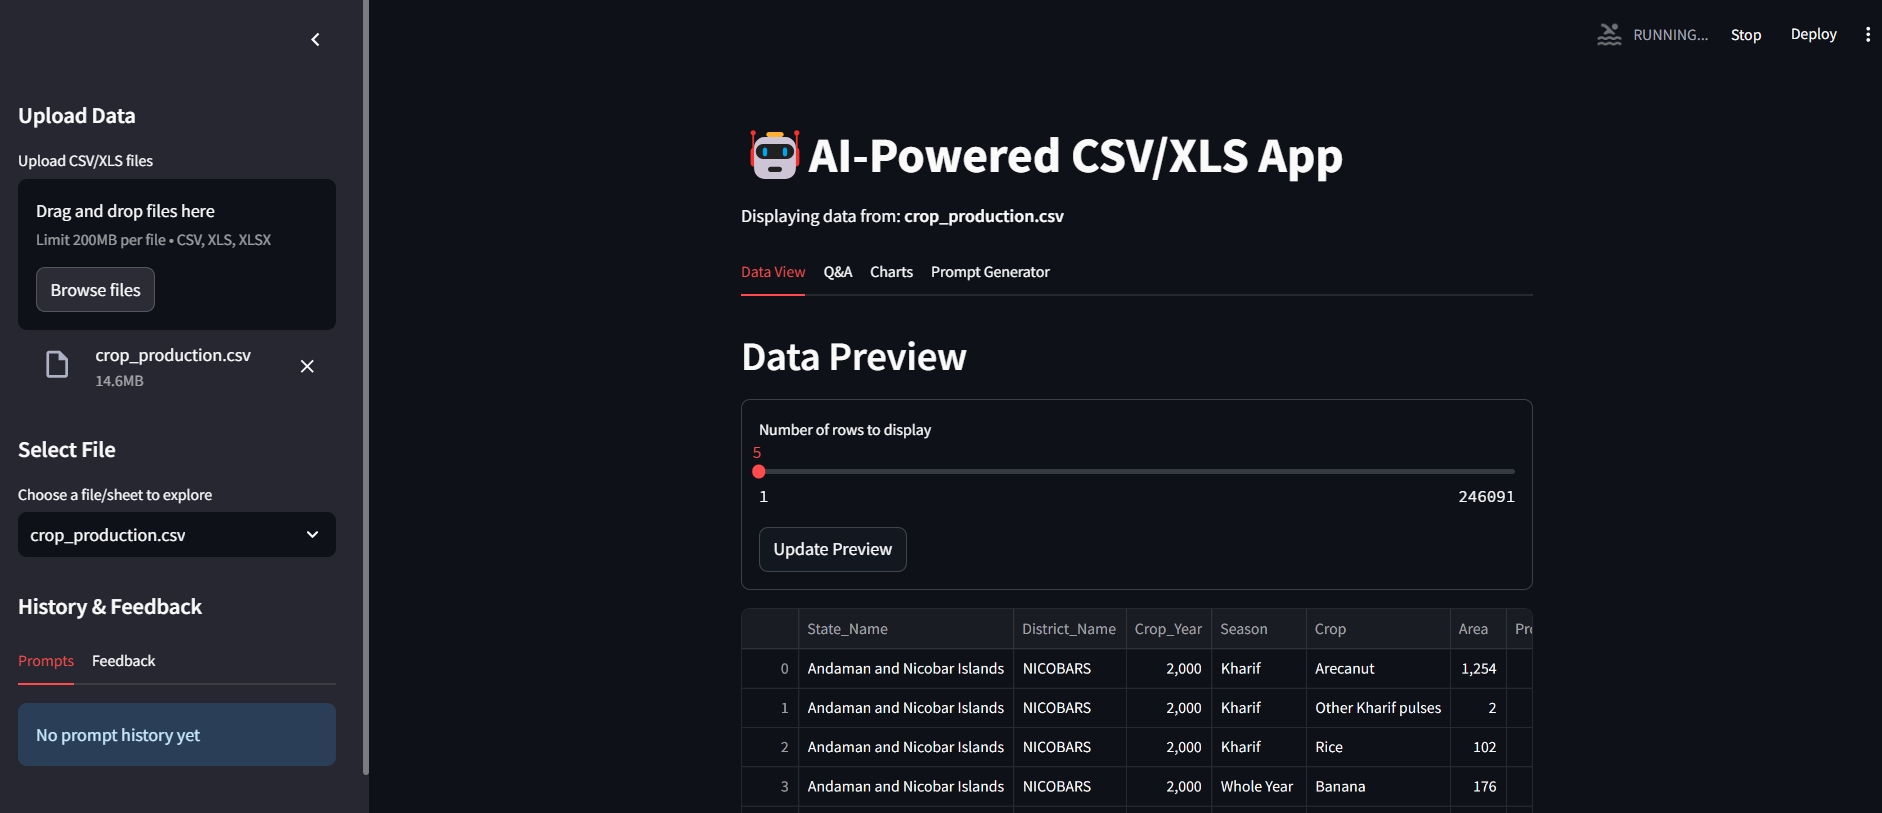 RUNNING...
Stop
Deploy
Upload Data
Upload CSV/XLS files
Drag and drop files here
Limit 200MB per file • CSV, XLS, XLSX
Browse files
crop_production.csv
14.6MB
Select File
Choose a file/sheet to explore
crop_production.csv
History & Feedback
Prompts Feedback
No prompt history yet
AI-Powered CSV/XLS App
Displaying data from: crop_production.csv
Data View Q&A Charts Prompt Generator
Data Preview
Number of rows to display
5
1 246091
Update Preview
State_Name District_Name Crop_Year Season Crop Area
0 Andaman and Nicobar Islands NICOBARS 2,000 Kharif Arecanut 1,254
1 Andaman and Nicobar Islands NICOBARS 2,000 Kharif Other Kharif pulses 2
2 Andaman and Nicobar Islands NICOBARS 2,000 Kharif Rice 102
3 Andaman and Nicobar Islands NICOBARS 2,000 Whole Year Banana 176